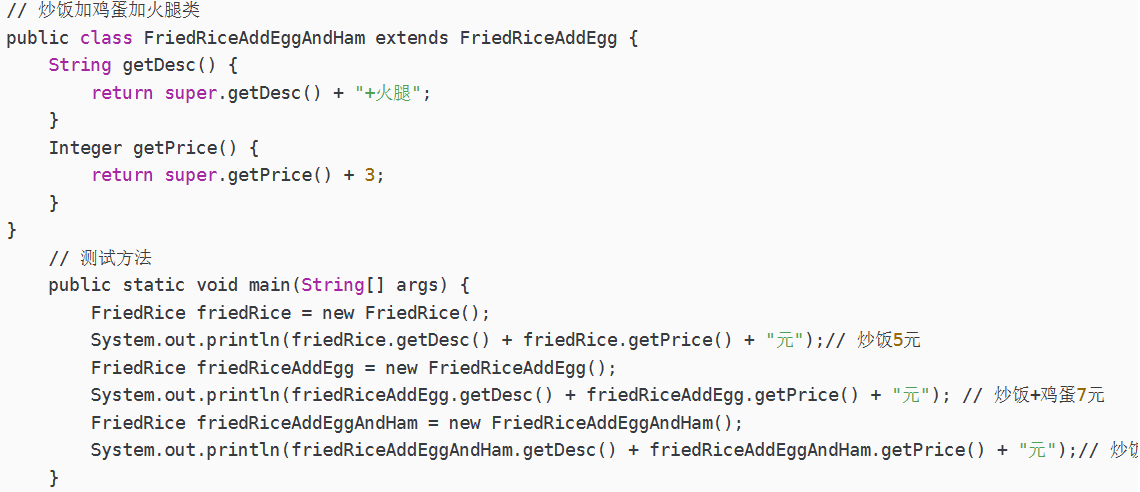 // 炒饭加鸡蛋加火腿类
public class FriedRiceAddEggAndHam extends FriedRiceAddEgg {
    String getDesc() {
        return super.getDesc() + "+火腿";
    }
    Integer getPrice() {
        return super.getPrice() + 3;
    }
}
    // 测试方法
    public static void main(String[] args) {
        FriedRice friedRice = new FriedRice();
        System.out.println(friedRice.getDesc() + friedRice.getPrice() + "元");// 炒饭5元
        FriedRice friedRiceAddEgg = new FriedRiceAddEgg();
        System.out.println(friedRiceAddEgg.getDesc() + friedRiceAddEgg.getPrice() + "元"); // 炒饭+鸡蛋7元
        FriedRice friedRiceAddEggAndHam = new FriedRiceAddEggAndHam();
        System.out.println(friedRiceAddEggAndHam.getDesc() + friedRiceAddEggAndHam.getPrice() + "元");// 炒
    }